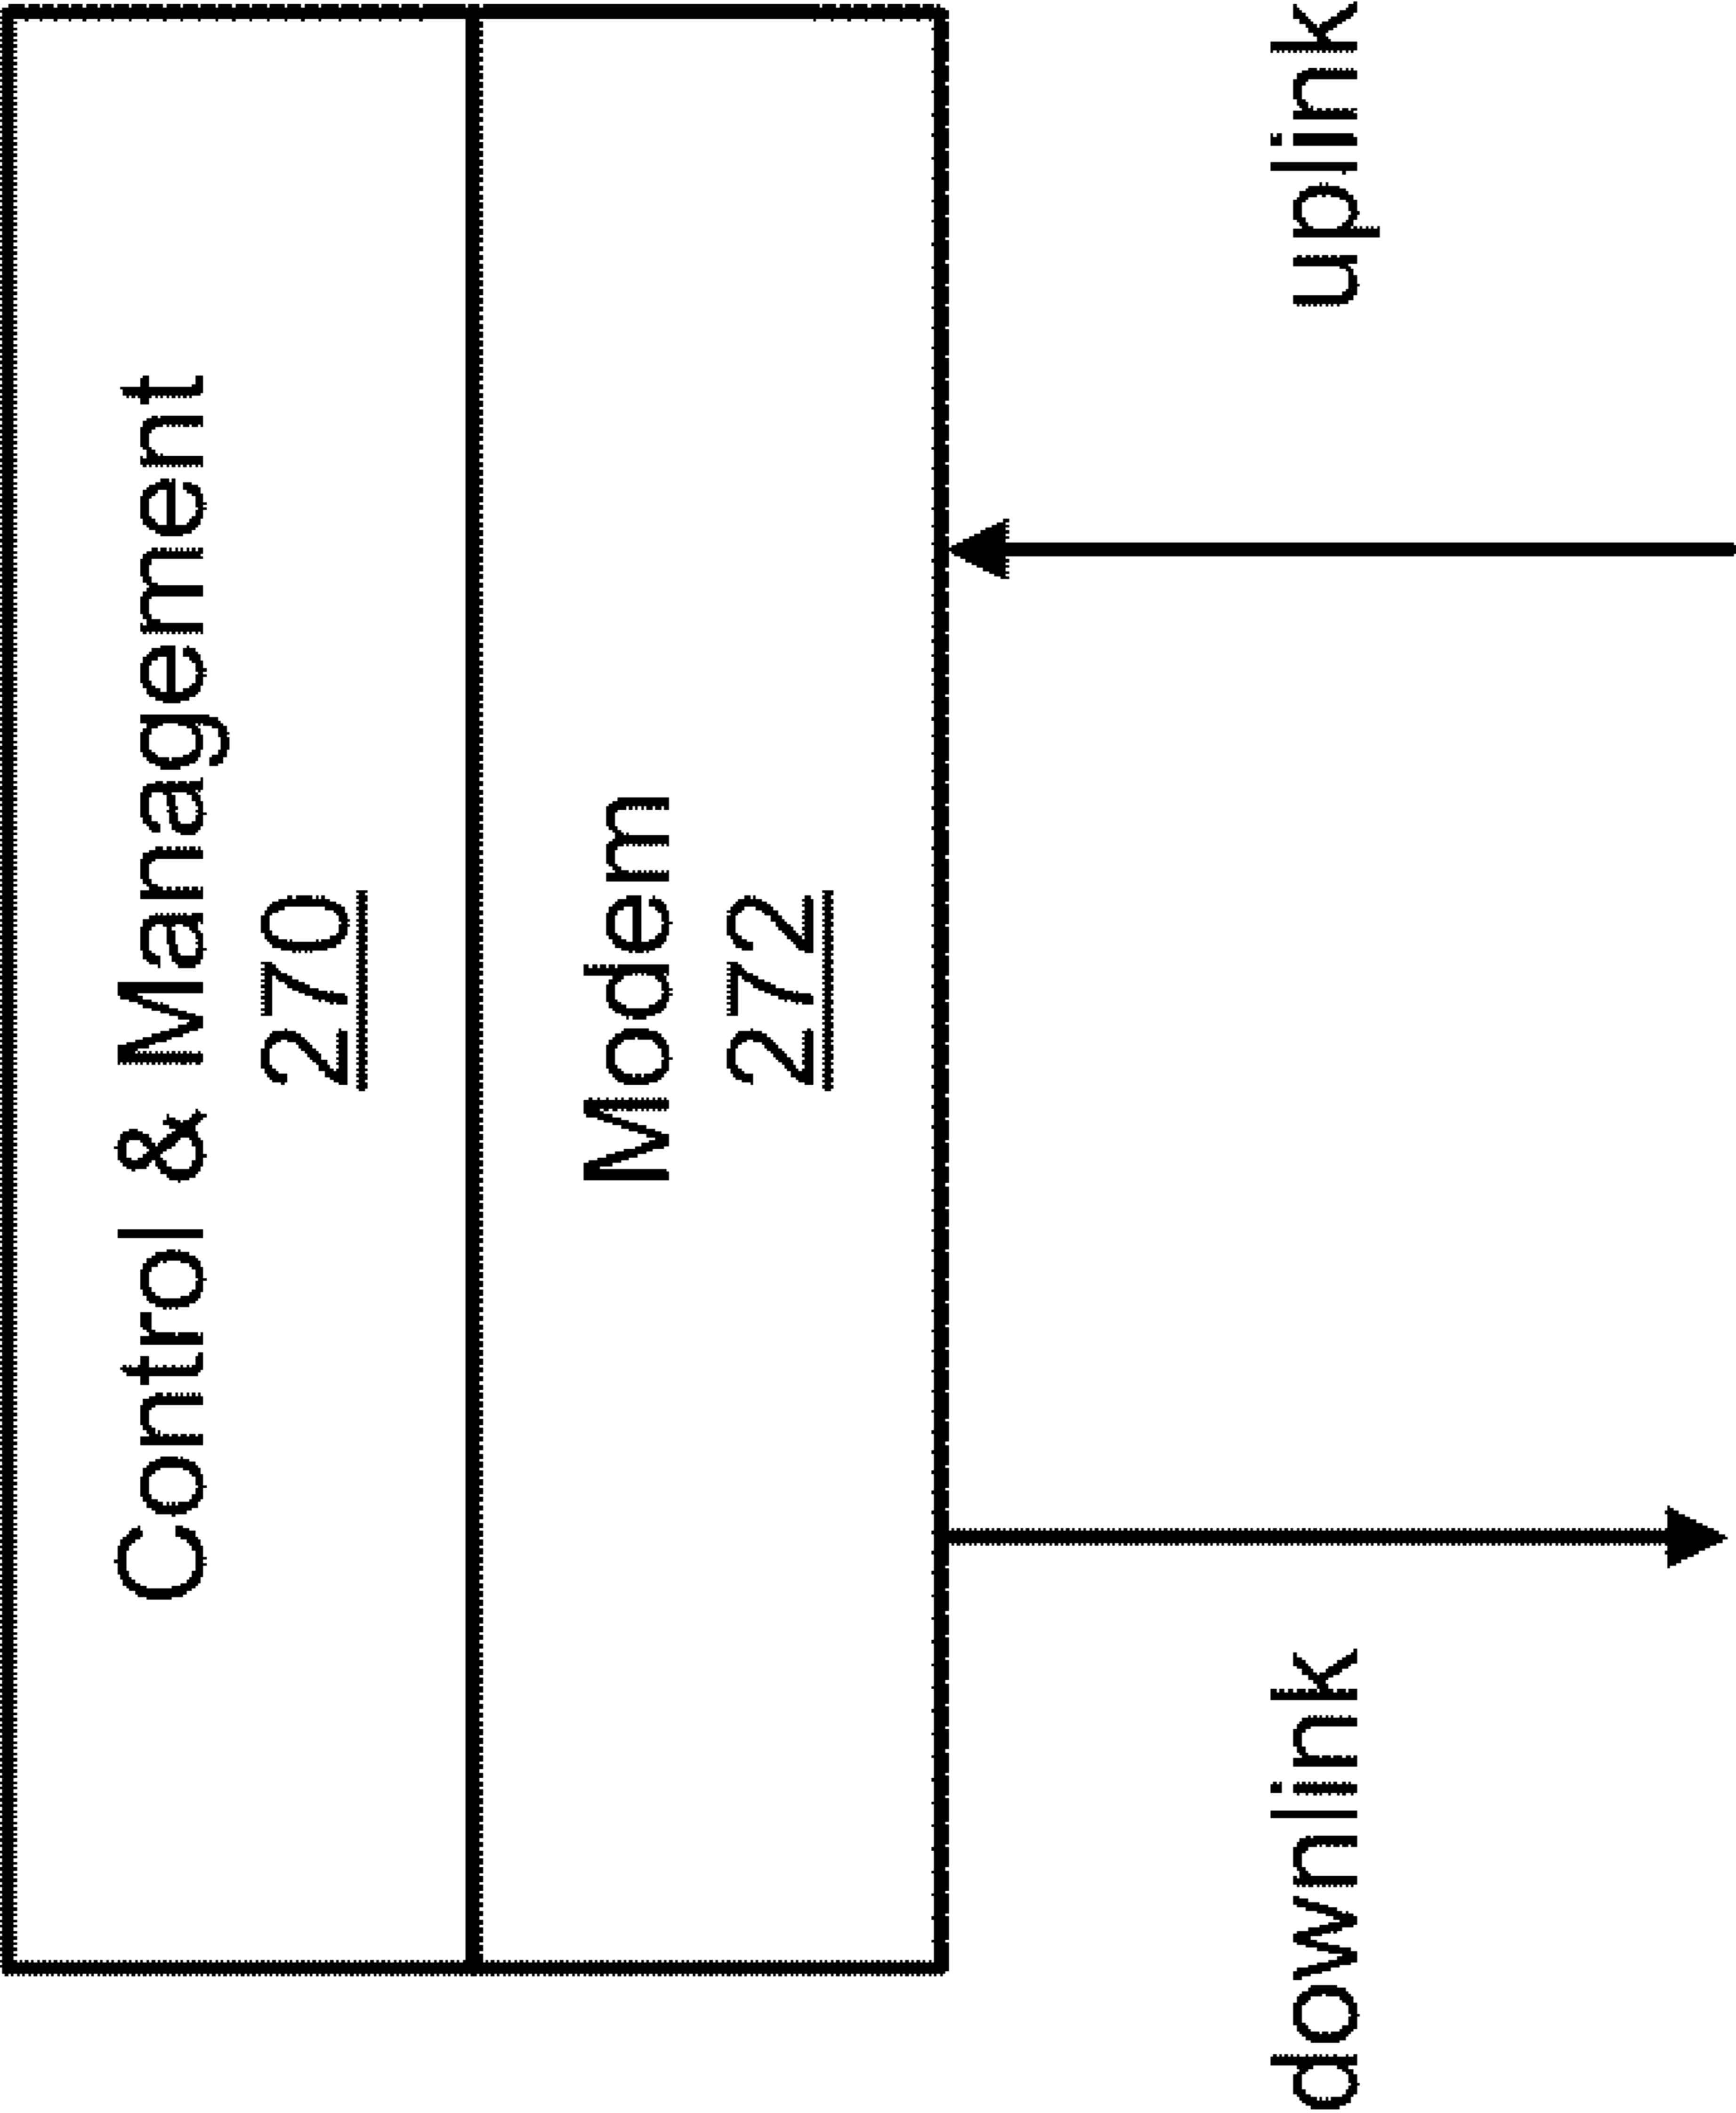 Control & Management
270
Modem
272
downlink
uplink